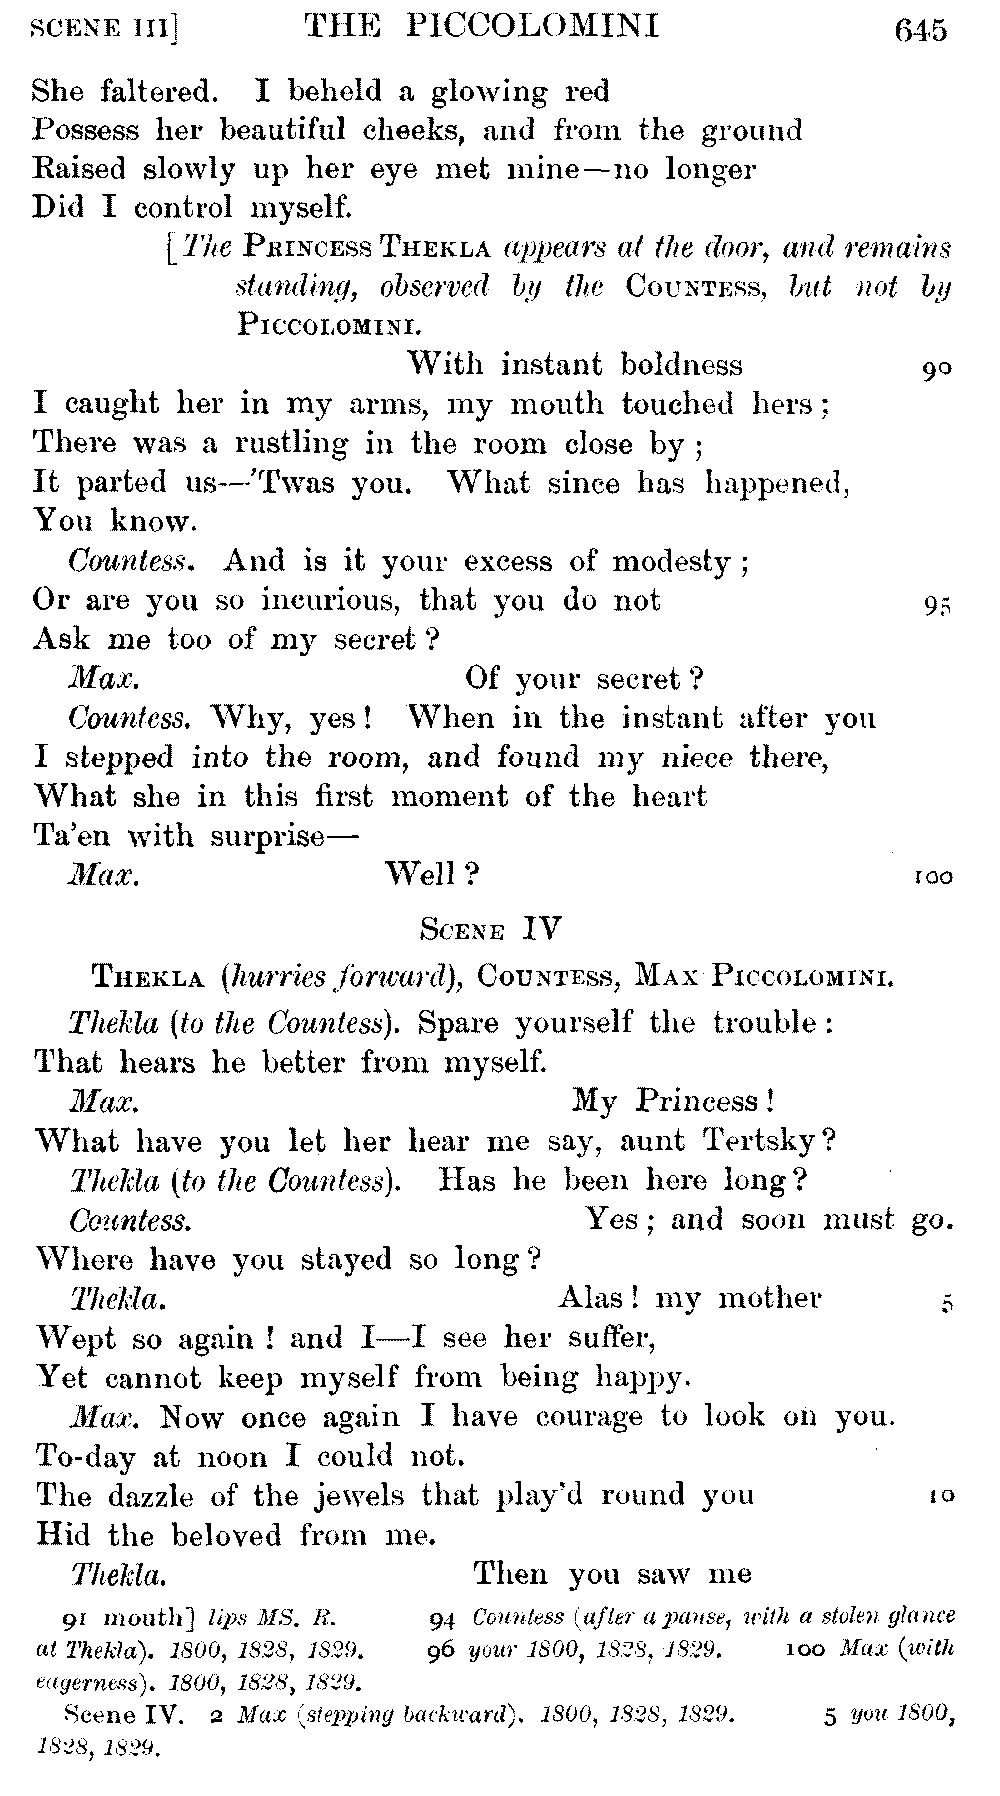 SCENE III] THE PICCOLOMINI 645
She faltered. I beheld a glowing red
Possess her beautiful cheeks, and from the ground
Raised slowly up her eye met mine—no longer
Did I control myself.
[The PRINCESS THEKLA appears at the door, and remains
standing, observed by the COUNTESS, but not by
PICCOLOMINI.
With instant boldness 90
I caught her in my arms, my mouth touched hers;
There was a rustling in the room close by;
It parted us—'Twas you. What since has happened,
You know.
Countess. And is it your excess of modesty;
Or are you so incurious, that you do not 95
Ask me too of my secret?
Max. Of your secret?
Countess. Why, yes! When in the instant after you
I stepped into the room, and found my niece there,
What she in this first moment of the heart
Ta'en with surprise—
Max. Well? 100
SCENE IV
THEKLA (hurries forward), COUNTESS, MAX PICCOLOMINI.
Thekla (to the Countess). Spare yourself the trouble:
That hears he better from myself.
Max. My Princess!
What have you let her hear me say, aunt Tertsky?
Thekla (to the Countess). Has he been here long?
Countess. Yes; and soon must go.
Where have you stayed so long?
Thekla. Alas! my mother 5
Wept so again! and I—I see her suffer,
Yet cannot keep myself from being happy.
Max. Now once again I have courage to look on you.
To-day at noon I could not.
The dazzle of the jewels that play'd round you 10
Hid the beloved from me.
Thekla. Then you saw me
91 mouth] lips MS. R. 94 Countess (after a pause, with a stolen glance
at Thekla). 1800, 1828, 1829. 96 your 1800, 1828, 1829. 100 Max (with
eagerness). 1800, 1828, 1829.
Scene IV. 2 Max (stepping backward). 1800, 1828, 1829. 5 you 1800,
1828, 1829.